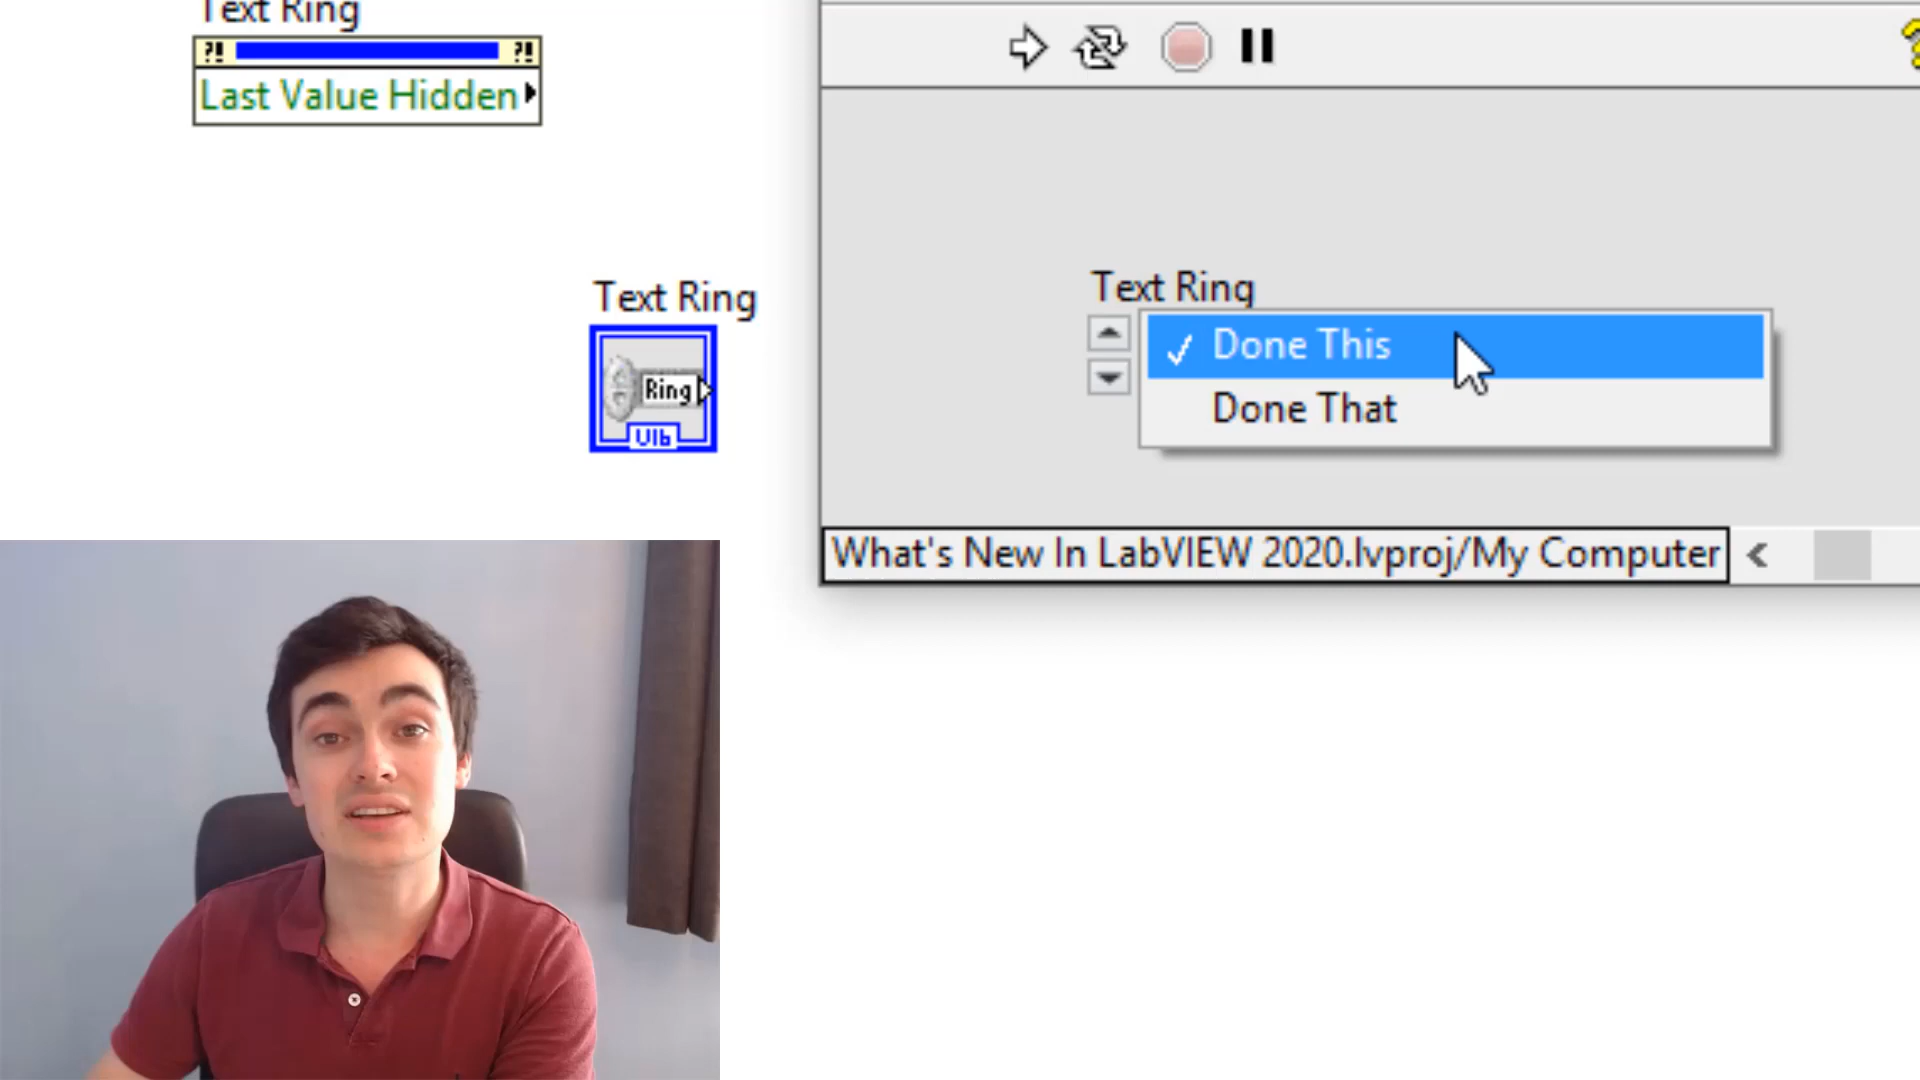 Text Ring
?! ?!
Last Value Hidden
Text Ring
Ring
U16
Text Ring
✓ Done This
Done That
What's New In LabVIEW 2020.lvproj/My Computer